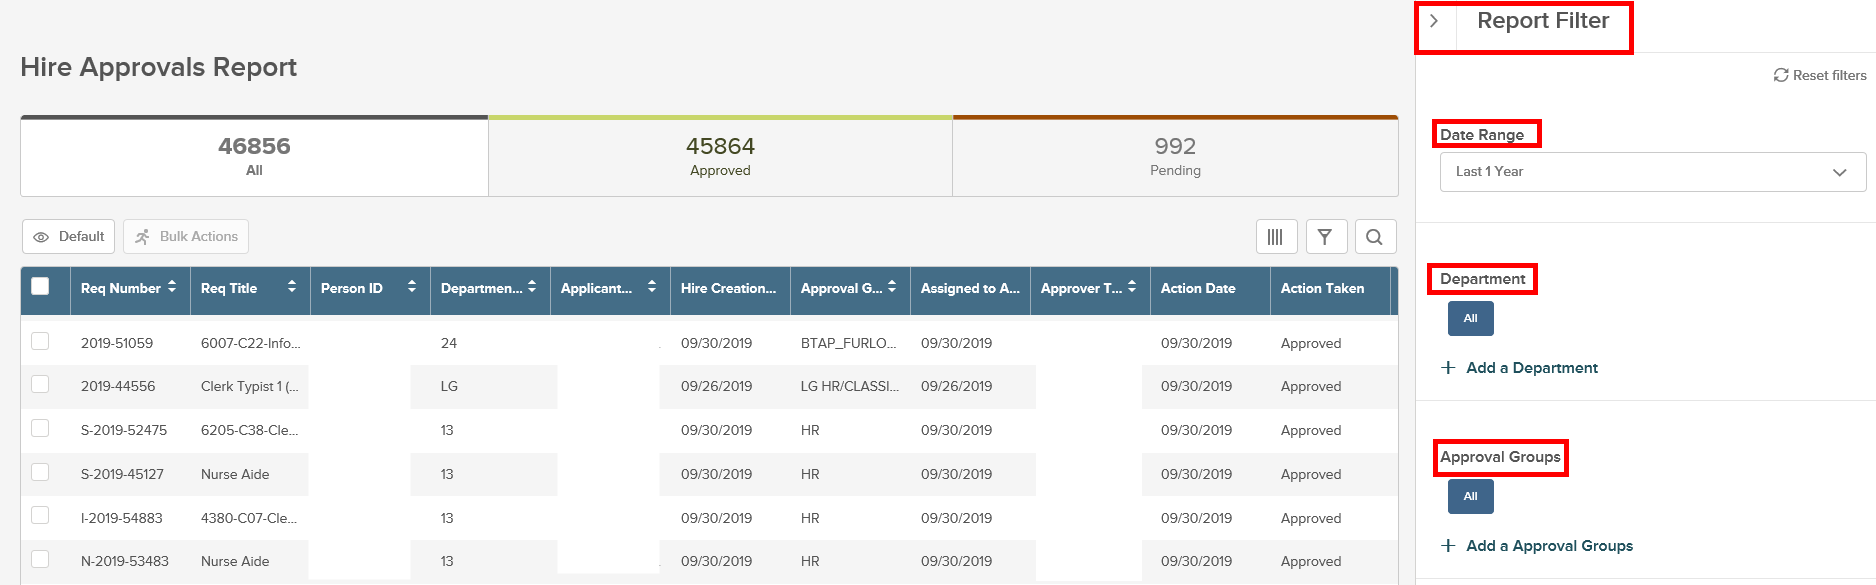 Report Filter
Hire Approvals Report
Reset filters
46856
All
45864
Approved
992
Pending
Date Range
Last 1 Year
Default
Bulk Actions
Req Number Req Title Person ID Departmen... Applicant... Hire Creation... Approval G... Assigned to A... Approver T... Action Date Action Taken
2019-51059 6007-C22-Info... 24 09/30/2019 BTAP_FURLO... 09/30/2019 09/30/2019 Approved
2019-44556 Clerk Typist 1 (... LG 09/26/2019 LG HR/CLASSI... 09/26/2019 09/30/2019 Approved
S-2019-52475 6205-C38-Cle... 13 09/30/2019 HR 09/30/2019 09/30/2019 Approved
S-2019-45127 Nurse Aide 13 09/30/2019 HR 09/30/2019 09/30/2019 Approved
I-2019-54883 4380-C07-Cle... 13 09/30/2019 HR 09/30/2019 09/30/2019 Approved
N-2019-53483 Nurse Aide 13 09/30/2019 HR 09/30/2019 09/30/2019 Approved
Department
All
+ Add a Department
Approval Groups
All
+ Add a Approval Groups